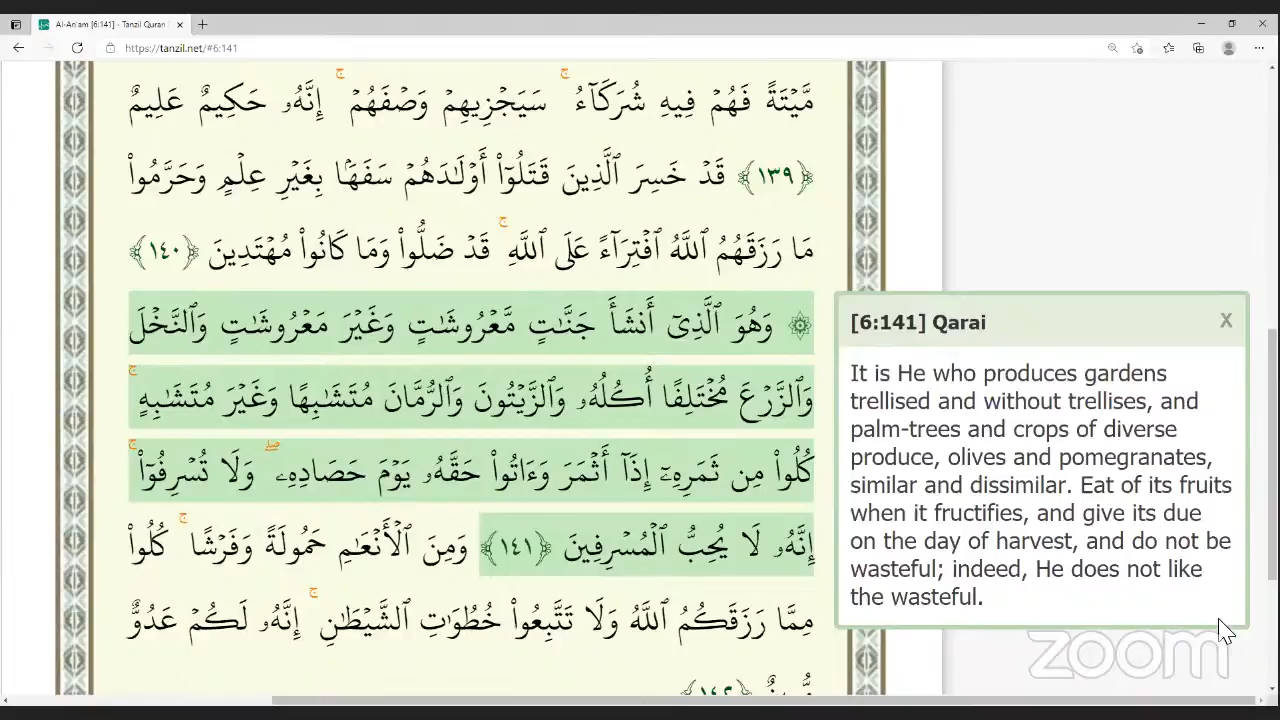 Al-An'am [6:141] - Tanzil Quran
https://tanzil.net/#6:141
مَّيْتَةً فَهُمْ فِيهِ شُرَكَآءُ ۚ سَيَجْزِيهِمْ وَصْفَهُمْ ۚ إِنَّهُۥ حَكِيمٌ عَلِيمٌ
﴿١٣٩﴾ قَدْ خَسِرَ ٱلَّذِينَ قَتَلُوٓا۟ أَوْلَـٰدَهُمْ سَفَهًۢا بِغَيْرِ عِلْمٍ وَحَرَّمُوا۟
مَا رَزَقَهُمُ ٱللَّهُ ٱفْتِرَآءً عَلَى ٱللَّهِ ۚ قَدْ ضَلُّوا۟ وَمَا كَانُوا۟ مُهْتَدِينَ ﴿١٤٠﴾
۞ وَهُوَ ٱلَّذِىٓ أَنشَأَ جَنَّـٰتٍ مَّعْرُوشَـٰتٍ وَغَيْرَ مَعْرُوشَـٰتٍ وَٱلنَّخْلَ
وَٱلزَّرْعَ مُخْتَلِفًا أُكُلُهُۥ وَٱلزَّيْتُونَ وَٱلرُّمَّانَ مُتَشَـٰبِهًا وَغَيْرَ مُتَشَـٰبِهٍ ۚ
كُلُوا۟ مِن ثَمَرِهِۦٓ إِذَآ أَثْمَرَ وَءَاتُوا۟ حَقَّهُۥ يَوْمَ حَصَادِهِۦ ۖ وَلَا تُسْرِفُوٓا۟ ۚ
إِنَّهُۥ لَا يُحِبُّ ٱلْمُسْرِفِينَ ﴿١٤١﴾ وَمِنَ ٱلْأَنْعَـٰمِ حَمُولَةً وَفَرْشًا ۚ كُلُوا۟
مِمَّا رَزَقَكُمُ ٱللَّهُ وَلَا تَتَّبِعُوا۟ خُطُوَٰتِ ٱلشَّيْطَـٰنِ ۚ إِنَّهُۥ لَكُمْ عَدُوٌّ
[6:141] Qarai
X
It is He who produces gardens
trellised and without trellises, and
palm-trees and crops of diverse
produce, olives and pomegranates,
similar and dissimilar. Eat of its fruits
when it fructifies, and give its due
on the day of harvest, and do not be
wasteful; indeed, He does not like
the wasteful.
zoom